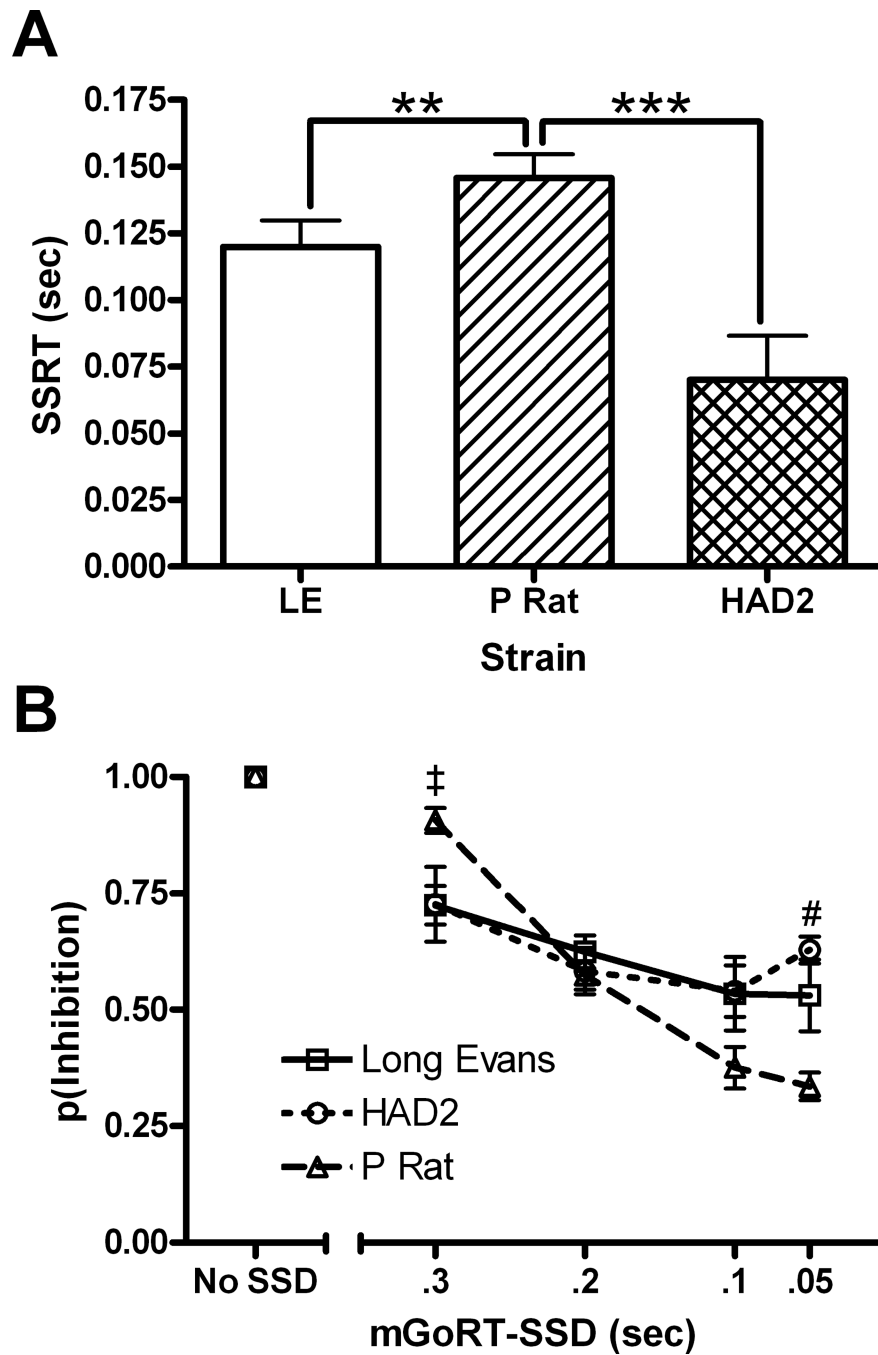 A
0.175
0.150
0.125
0.100
0.075
0.050
0.025
0.000
SSRT (sec)
**
***
LE P Rat HAD2
Strain
B
1.00
0.75
0.50
0.25
0.00
p(Inhibition)
‡
#
Long Evans
HAD2
P Rat
No SSD .3 .2 .1 .05
mGoRT-SSD (sec)